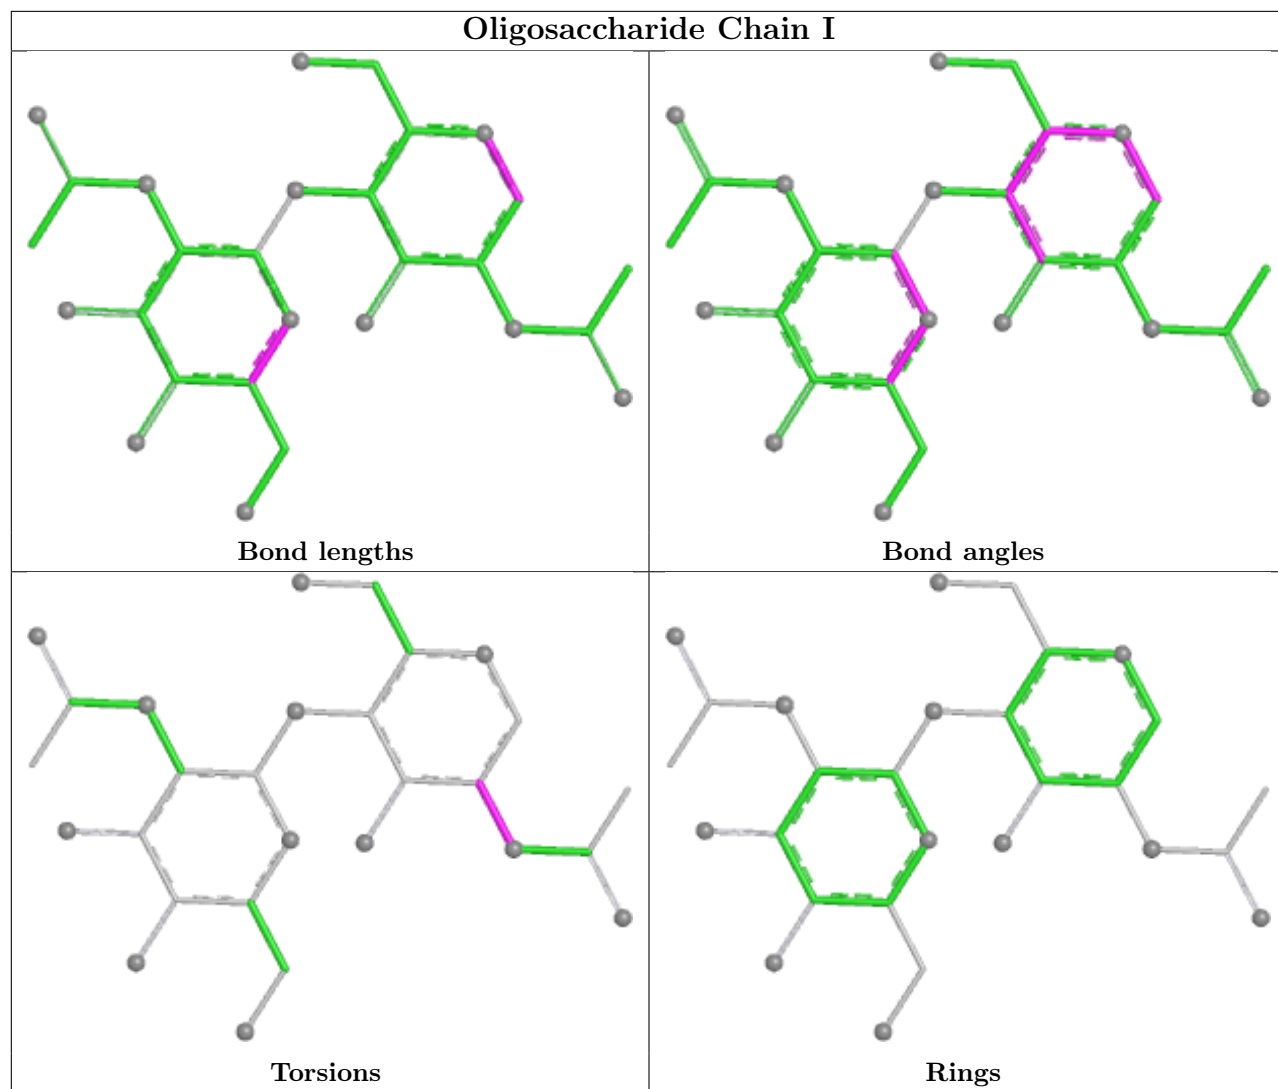 Oligosaccharide Chain I
Bond lengths
Bond angles
Torsions
Rings